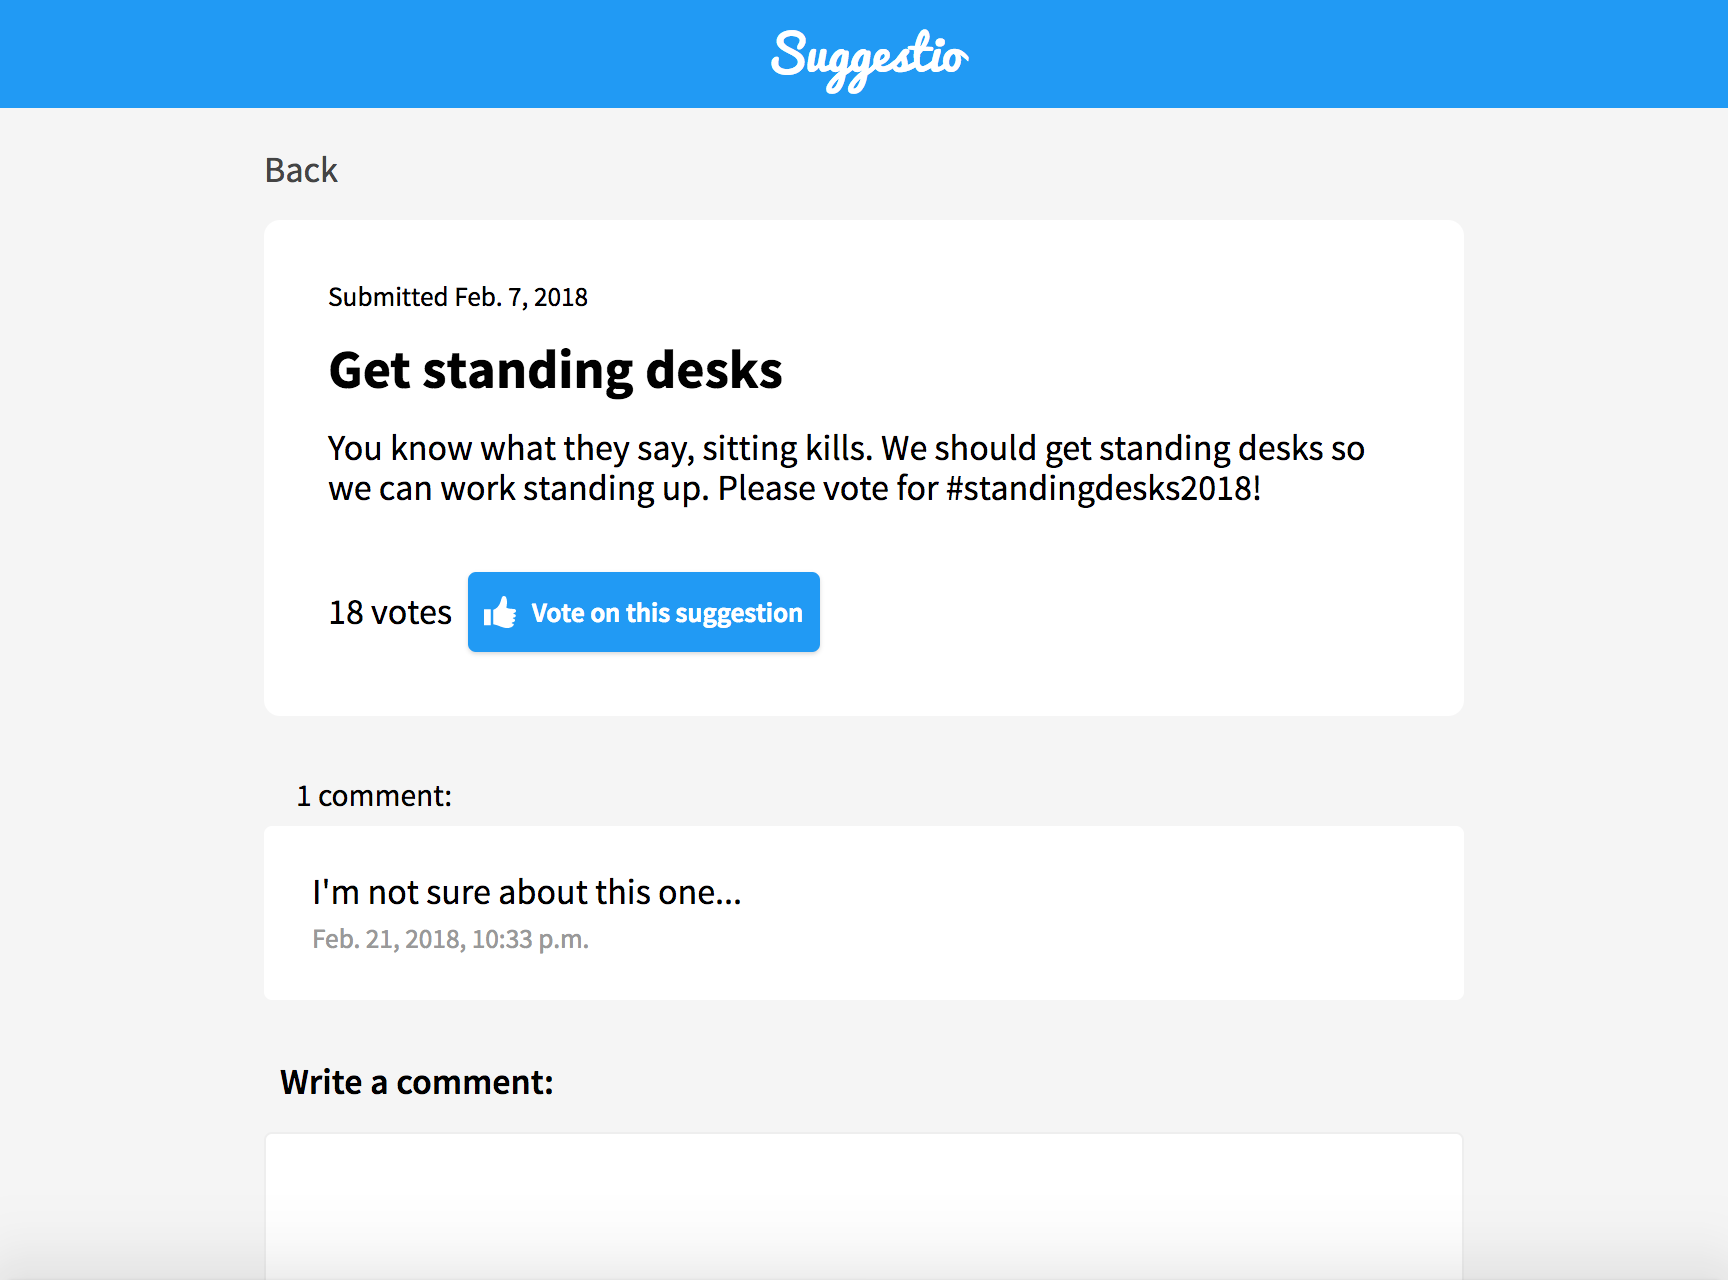 Suggestio
Back
Submitted Feb. 7, 2018
Get standing desks
You know what they say, sitting kills. We should get standing desks so
we can work standing up. Please vote for #standingdesks2018!
18 votes
Vote on this suggestion
1 comment:
I'm not sure about this one...
Feb. 21, 2018, 10:33 p.m.
Write a comment: